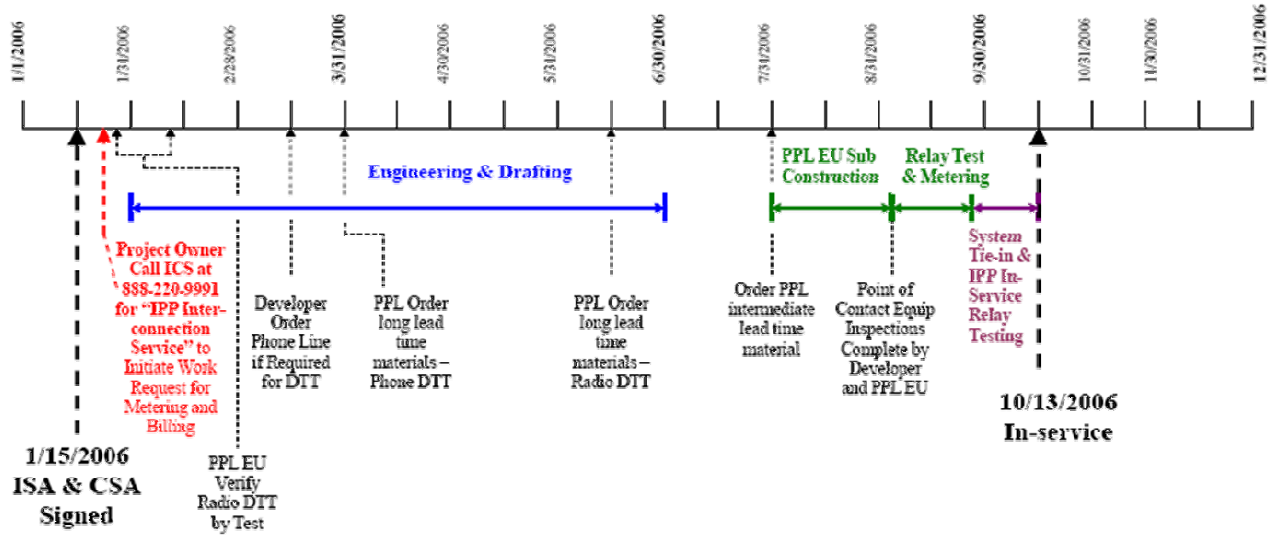 1/1/2006
1/31/2006
2/28/2006
3/31/2006
4/30/2006
5/31/2006
6/30/2006
7/31/2006
8/31/2006
9/30/2006
10/31/2006
11/30/2006
12/31/2006
Engineering & Drafting
PPL EU Sub
Construction
Relay Test
& Metering
Project Owner
Call ICS at
888-220-9991
for “IPP Inter-
connection
Service” to
Initiate Work
Request for
Metering and
Billing
Developer
Order
Phone Line
if Required
for DTT
PPL Order
long lead
time
materials –
Phone DTT
PPL Order
long lead
time
materials –
Radio DTT
Order PPL
intermediate
lead time
material
Point of
Contact Equip
Inspections
Complete by
Developer
and PPL EU
System
Tie-in &
IPP In-
Service
Relay
Testing
10/13/2006
In-service
1/15/2006
ISA & CSA
Signed
PPL EU
Verify
Radio DTT
by Test